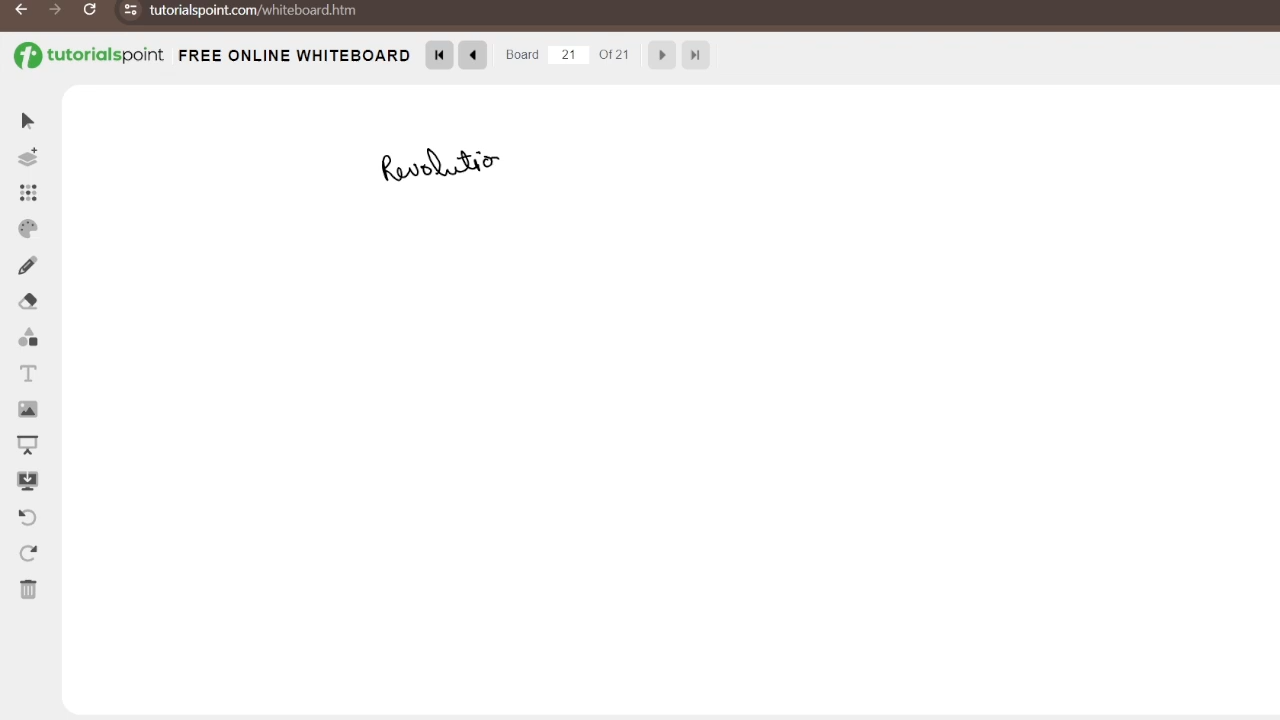 tutorialspoint.com/whiteboard.htm
tutorialspoint FREE ONLINE WHITEBOARD Board 21 Of 21
Revolutio